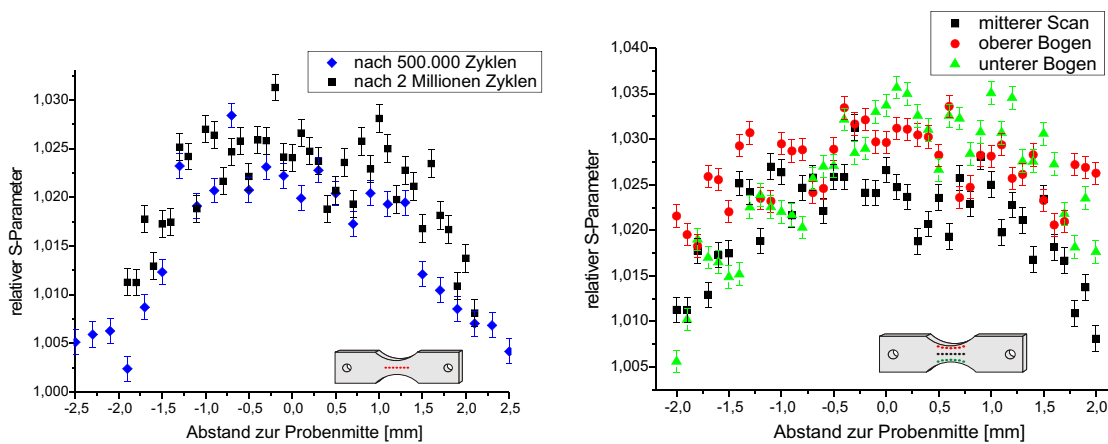 nach 500.000 Zyklen
nach 2 Millionen Zyklen
1,030
1,025
1,020
1,015
1,010
1,005
1,000
relativer S-Parameter
-2,5 -2,0 -1,5 -1,0 -0,5 0,0 0,5 1,0 1,5 2,0 2,5
Abstand zur Probenmitte [mm]
mitterer Scan
oberer Bogen
unterer Bogen
1,040
1,035
1,030
1,025
1,020
1,015
1,010
1,005
relativer S-Parameter
-2,0 -1,5 -1,0 -0,5 0,0 0,5 1,0 1,5 2,0
Abstand zur Probenmitte [mm]